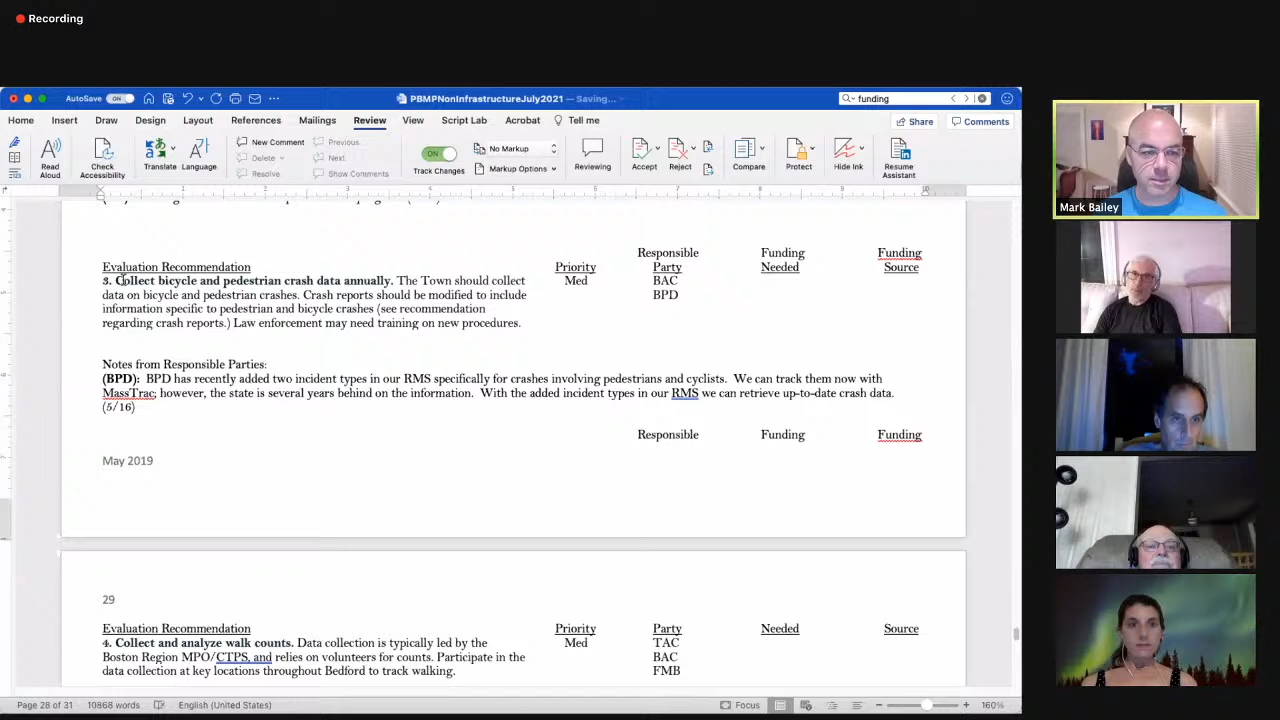 Recording
AutoSave ON
PBMPNonInfrastructureJuly2021 — Saving...
funding
Home Insert Draw Design Layout References Mailings Review View Script Lab Acrobat Tell me
Share Comments
Read Aloud
Check Accessibility
Translate Language
New Comment
Delete
Resolve
Previous
Next
Show Comments
ON
Track Changes
No Markup
Markup Options
Reviewing
Accept Reject
Compare
Protect
Hide Ink
Resume Assistant
1 2 3 4 5 6 7 8 9 10
Responsible Funding Funding
Evaluation Recommendation Priority Party Needed Source
3. Collect bicycle and pedestrian crash data annually. The Town should collect Med BAC
data on bicycle and pedestrian crashes. Crash reports should be modified to include BPD
information specific to pedestrian and bicycle crashes (see recommendation
regarding crash reports.) Law enforcement may need training on new procedures.
Notes from Responsible Parties:
(BPD): BPD has recently added two incident types in our RMS specifically for crashes involving pedestrians and cyclists. We can track them now with
MassTrac; however, the state is several years behind on the information. With the added incident types in our RMS we can retrieve up-to-date crash data.
(5/16)
Responsible Funding Funding
May 2019
29
Evaluation Recommendation Priority Party Needed Source
4. Collect and analyze walk counts. Data collection is typically led by the Med TAC
Boston Region MPO/CTPS, and relies on volunteers for counts. Participate in the BAC
data collection at key locations throughout Bedford to track walking. FMB
Page 28 of 31 10868 words English (United States) Focus 160%
Mark Bailey